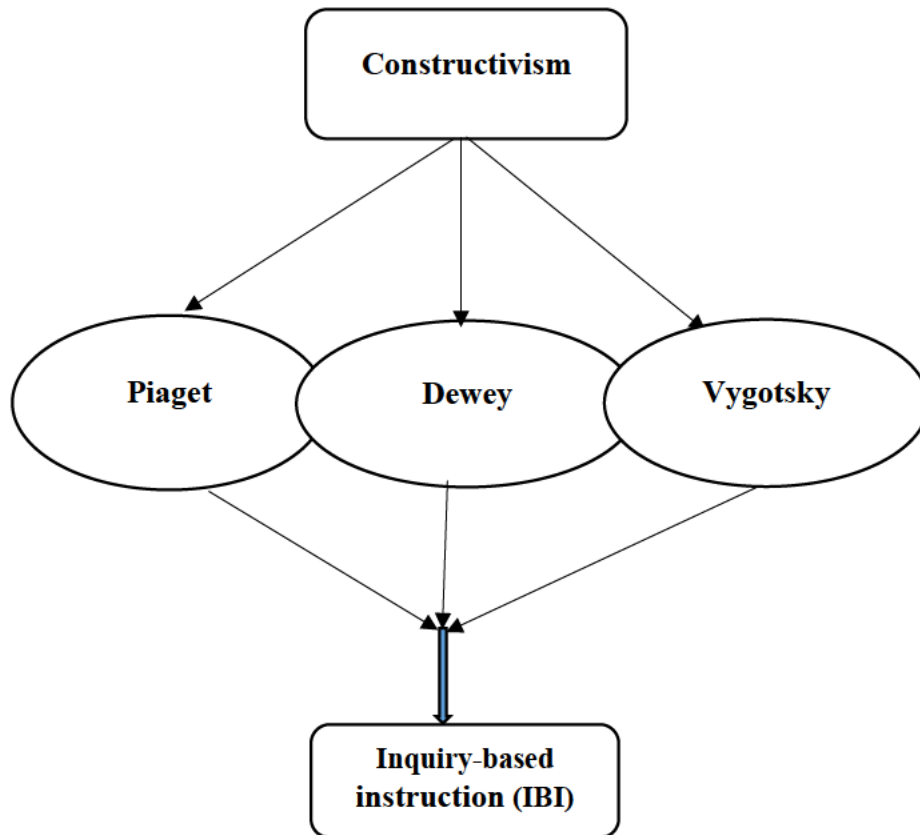 Constructivism
Piaget
Dewey
Vygotsky
Inquiry-based
instruction (IBI)